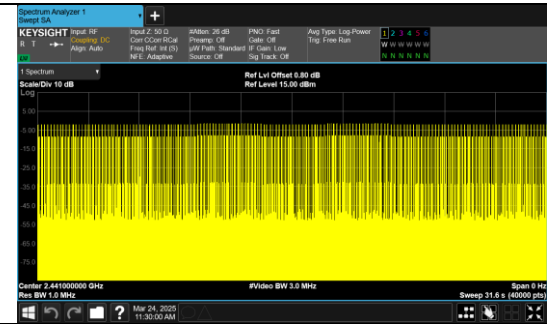 Spectrum Analyzer 1
Swept SA
+
KEYSIGHT Input: RF Input Z: 50 Ω #Atten: 26 dB PNO: Fast Avg Type: Log-Power 1 2 3 4 5 6
R T Coupling: DC Corr CCorr RCal Preamp: Off Gate: Off Trig: Free Run W W W W W W
Align: Auto Freq Ref: Int (S) µW Path: Standard IF Gain: Low N N N N N N
NFE: Adaptive Source: Off Sig Track: Off
1 Spectrum
Ref Lvl Offset 0.80 dB
Scale/Div 10 dB Ref Level 15.00 dBm
Log
5.00
-5.00
-15.0
-25.0
-35.0
-45.0
-55.0
-65.0
-75.0
Center 2.441000000 GHz #Video BW 3.0 MHz Span 0 Hz
Res BW 1.0 MHz Sweep 31.6 s (40000 pts)
? Mar 24, 2025
11:30:00 AM